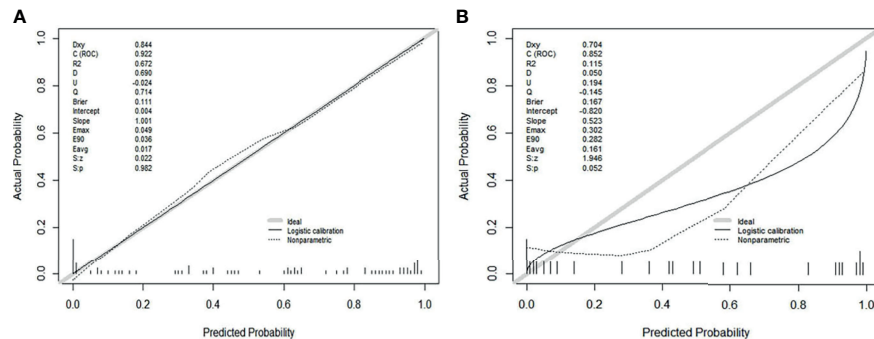 A
Actual Probability
1.0
0.8
0.6
0.4
0.2
0.0
Dxy 0.844
C (ROC) 0.922
R2 0.672
D 0.690
U -0.024
Q 0.714
Brier 0.111
Intercept 0.004
Slope 1.001
Emax 0.049
E90 0.036
Eavg 0.017
S:z 0.022
S:p 0.982
Ideal
Logistic calibration
Nonparametric
0.0 0.2 0.4 0.6 0.8 1.0
Predicted Probability
B
Actual Probability
1.0
0.8
0.6
0.4
0.2
0.0
Dxy 0.704
C (ROC) 0.852
R2 0.115
D 0.050
U 0.194
Q -0.145
Brier 0.167
Intercept -0.820
Slope 0.523
Emax 0.302
E90 0.282
Eavg 0.161
S:z 1.946
S:p 0.052
Ideal
Logistic calibration
Nonparametric
0.0 0.2 0.4 0.6 0.8 1.0
Predicted Probability